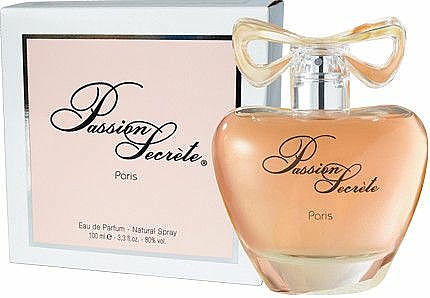 Passion
Secrète®
Paris
Eau de Parfum - Natural Spray
100 ml e - 3,3 fl. oz - 80% vol.
Passion
Secrète
Paris